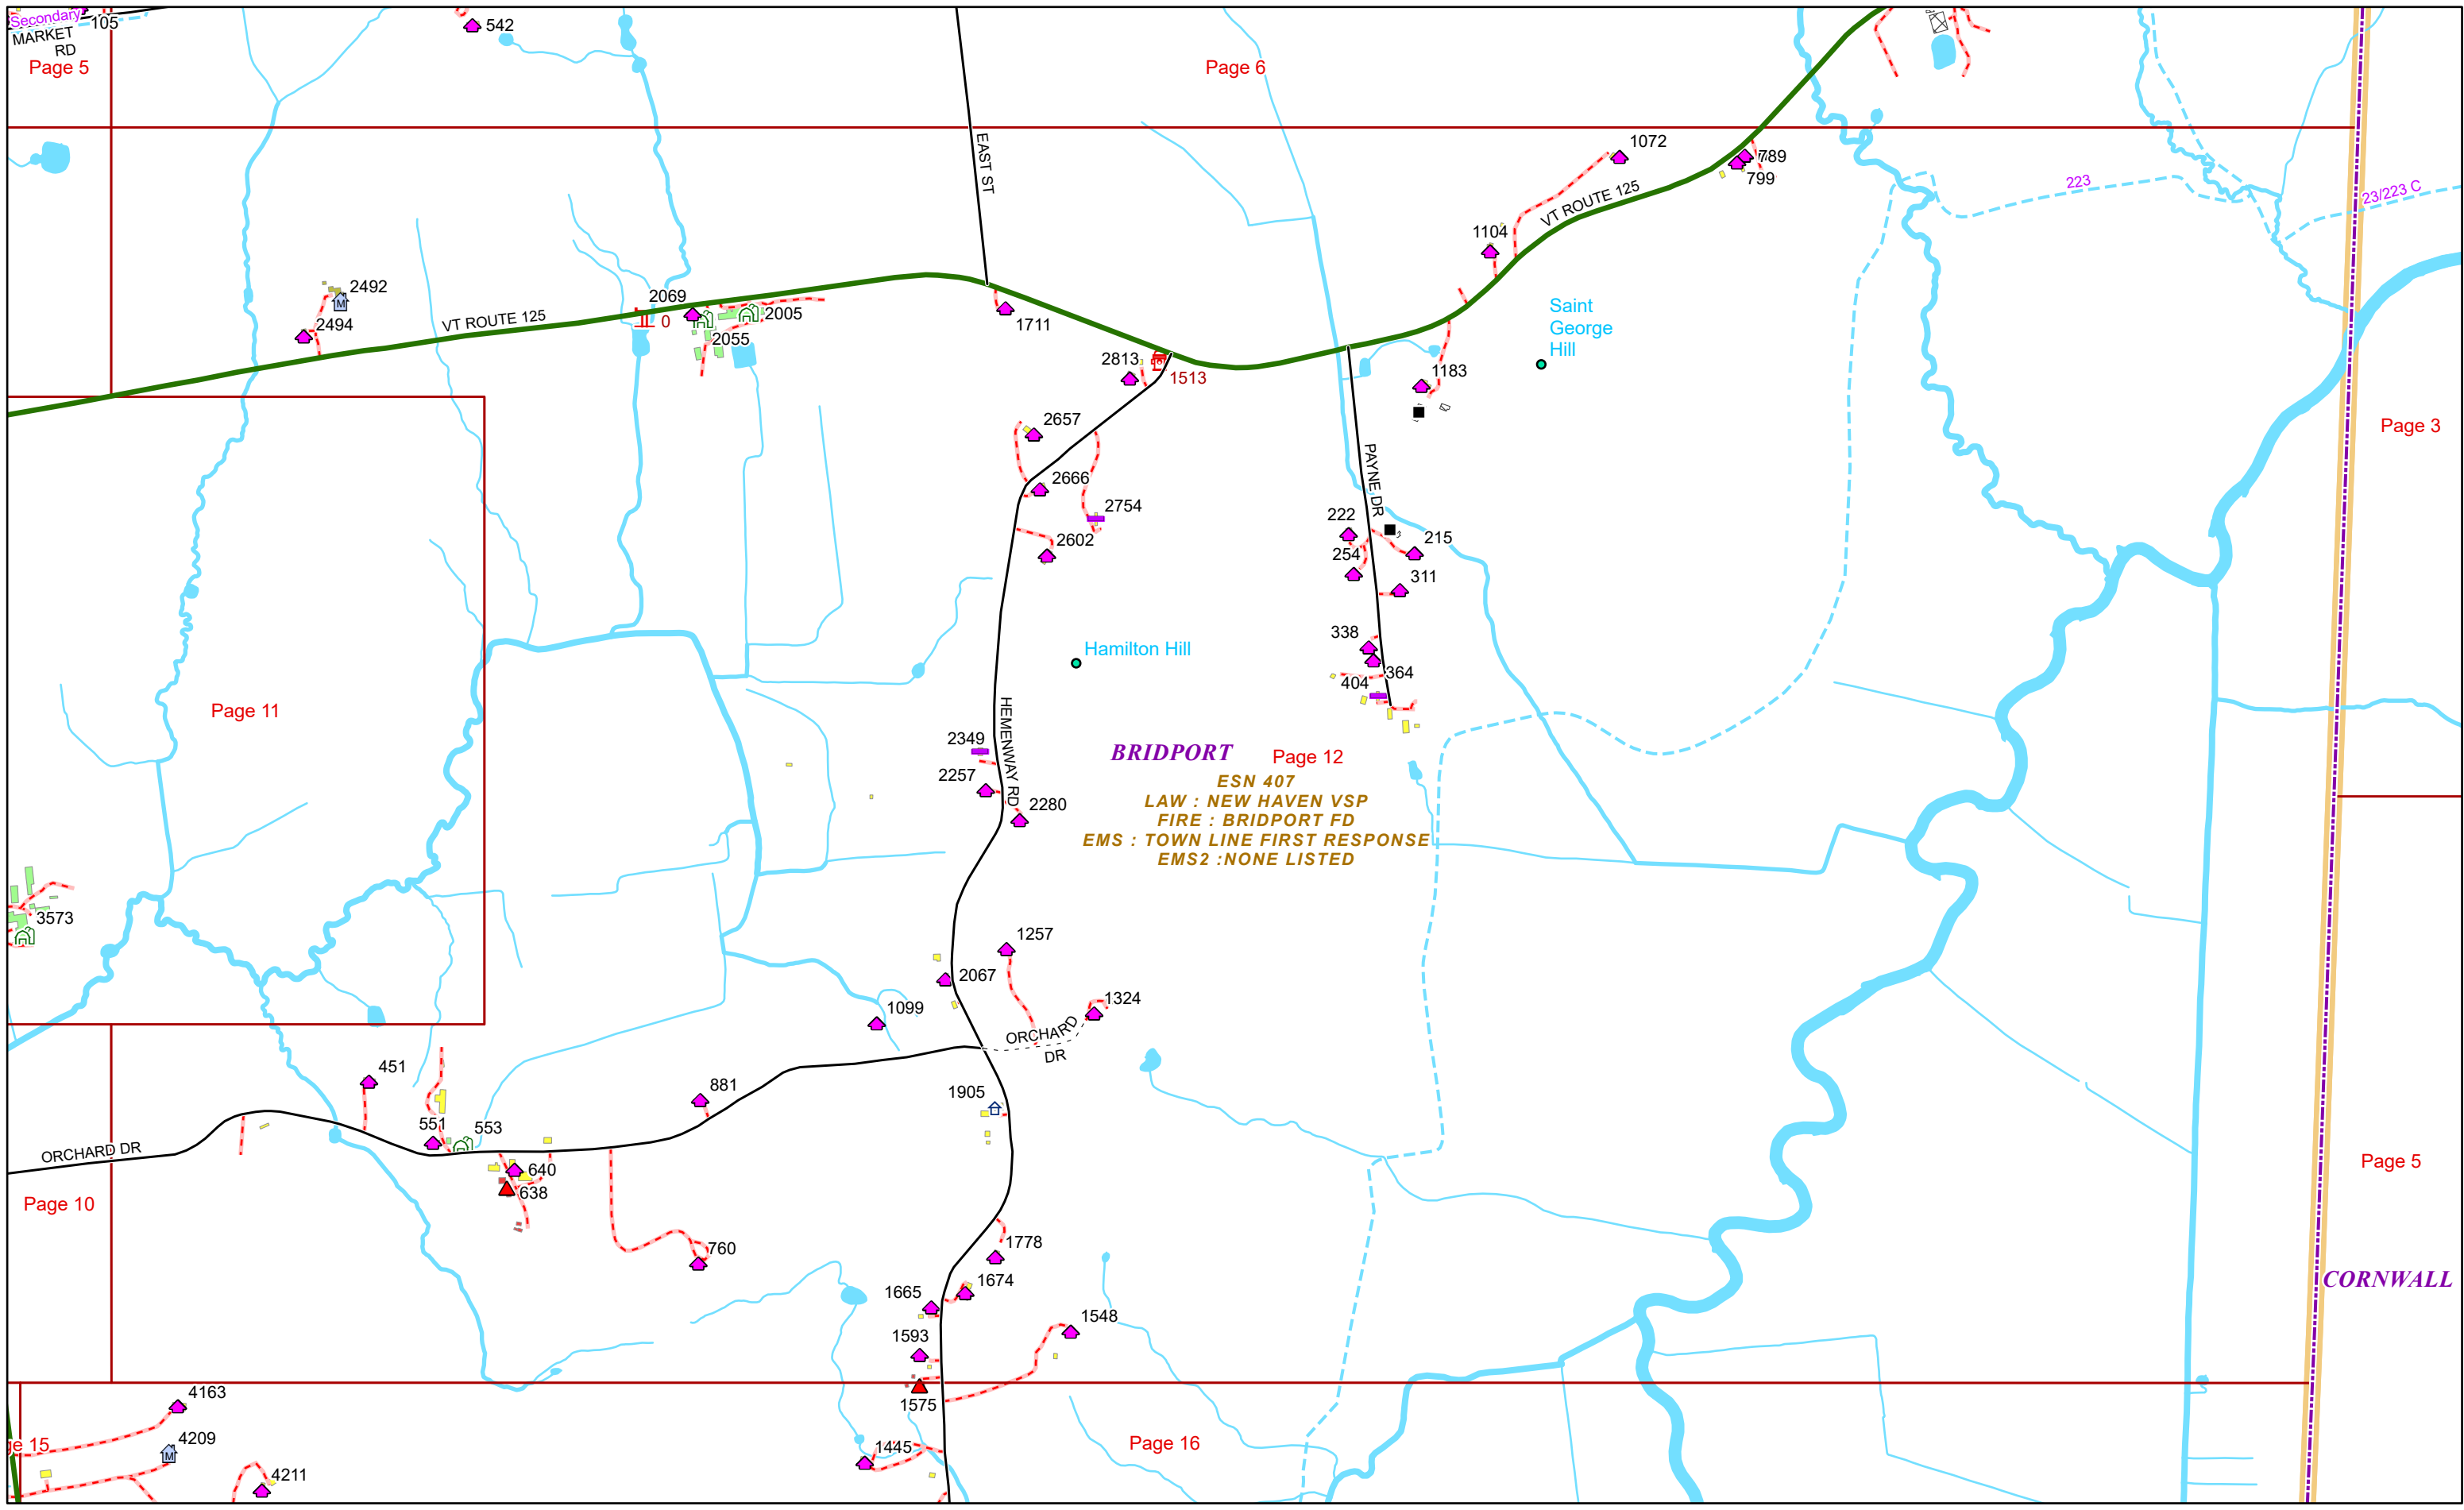 Secondary
105
MARKET
RD
Page 5
542
Page 6
EAST ST
1072
789
799
VT ROUTE 125
223
23/223 C
1104
2492
2494
VT ROUTE 125
2069
0
2005
2055
1711
Saint
George
Hill
2813
1513
1183
2657
Page 3
2666
PAYNE DR
2754
222
2602
215
254
311
338
Hamilton Hill
364
404
Page 11
HEMENWAY RD
2349
BRIDPORT
Page 12
2257
ESN 407
LAW : NEW HAVEN VSP
2280
FIRE : BRIDPORT FD
EMS : TOWN LINE FIRST RESPONSE
EMS2 :NONE LISTED
3573
1257
2067
1324
1099
ORCHARD
DR
451
881
1905
551
553
ORCHARD DR
Page 5
640
638
Page 10
760
1778
CORNWALL
1674
1665
1548
1593
4163
1575
4209
ge 15
1445
Page 16
4211
M
M